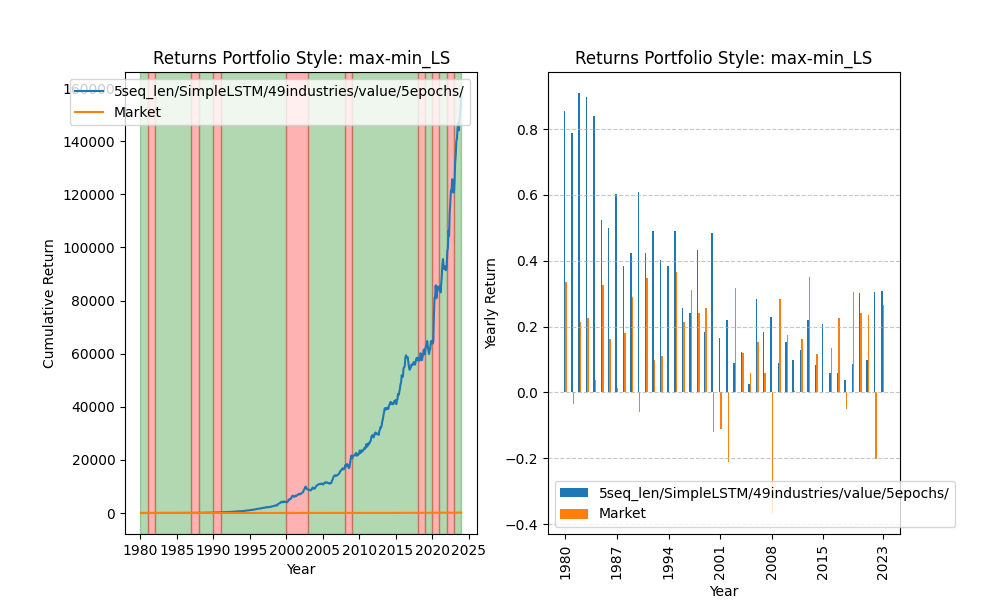 Returns Portfolio Style: max-min_LS
160000
140000
120000
100000
80000
60000
40000
20000
0
Cumulative Return
5seq_len/SimpleLSTM/49industries/value/5epochs/
Market
1980 1985 1990 1995 2000 2005 2010 2015 2020 2025
Year
Returns Portfolio Style: max-min_LS
0.8
0.6
0.4
0.2
0.0
−0.2
−0.4
Yearly Return
5seq_len/SimpleLSTM/49industries/value/5epochs/
Market
1980 1987 1994 2001 2008 2015 2023
Year